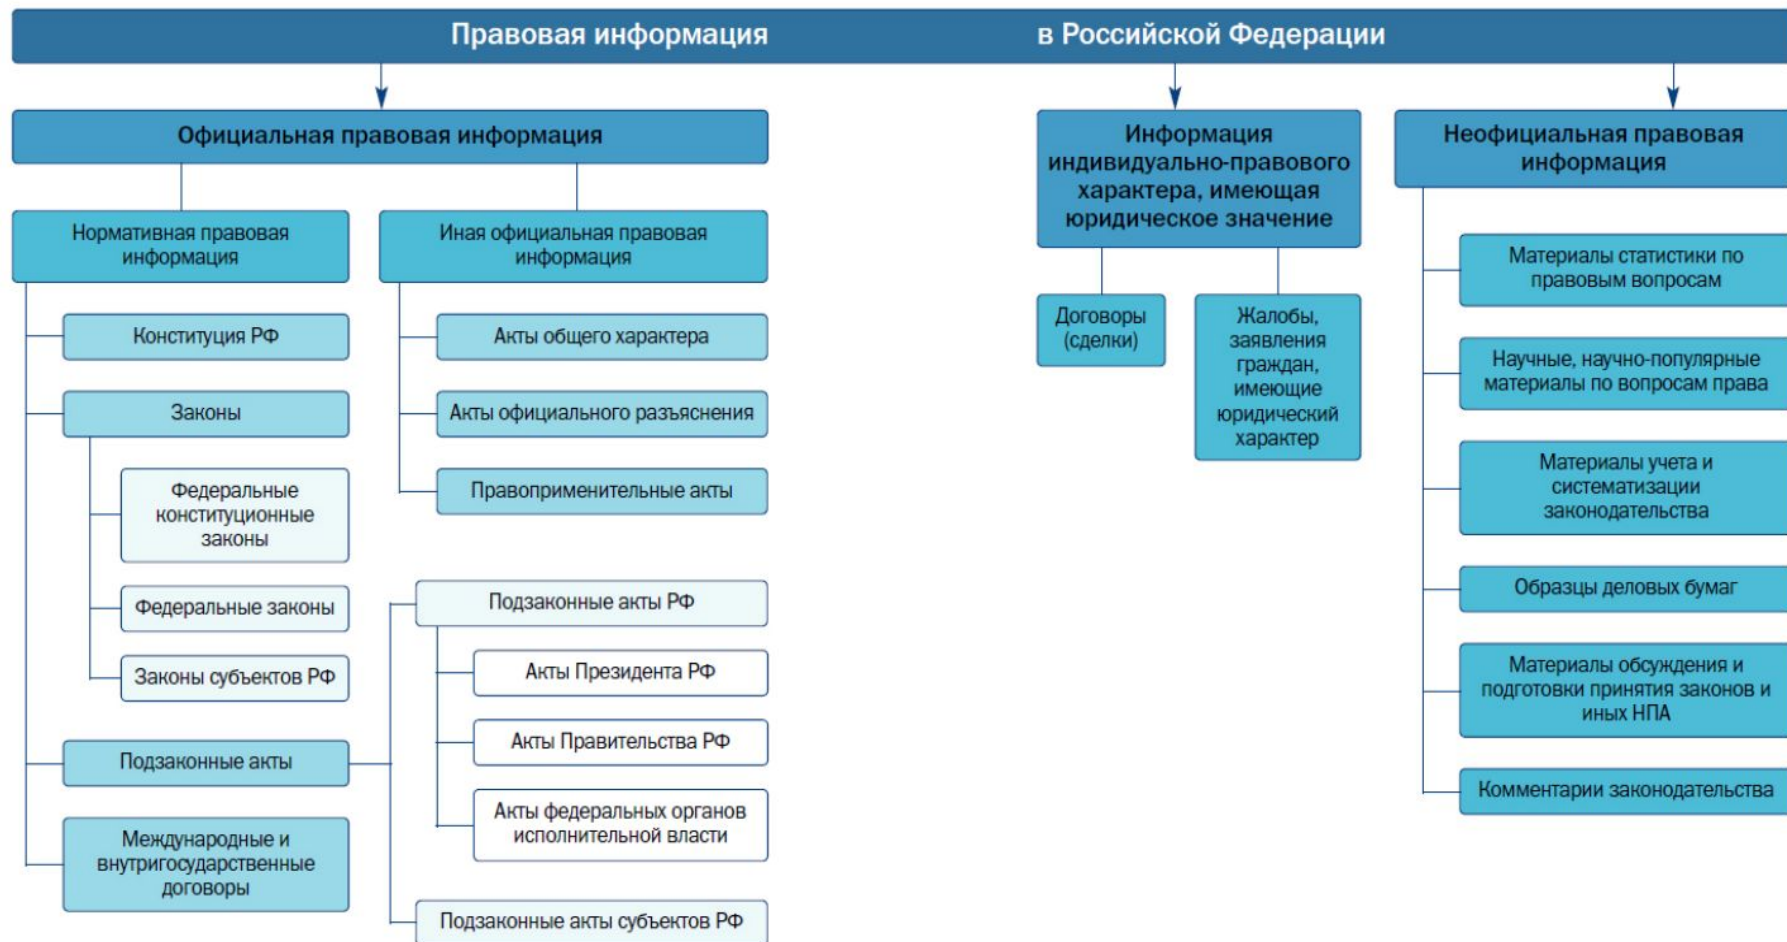 Правовая информация в Российской Федерации
Официальная правовая информация
Нормативная правовая
информация
Конституция РФ
Законы
Федеральные
конституционные
законы
Федеральные законы
Законы субъектов РФ
Подзаконные акты
Международные и
внутригосударственные
договоры
Иная официальная правовая
информация
Акты общего характера
Акты официального разъяснения
Правоприменительные акты
Подзаконные акты РФ
Акты Президента РФ
Акты Правительства РФ
Акты федеральных органов
исполнительной власти
Подзаконные акты субъектов РФ
Информация
индивидуально-правового
характера, имеющая
юридическое значение
Договоры
(сделки)
Жалобы,
заявления
граждан,
имеющие
юридический
характер
Неофициальная правовая
информация
Материалы статистики по
правовым вопросам
Научные, научно-популярные
материалы по вопросам права
Материалы учета и
систематизации
законодательства
Образцы деловых бумаг
Материалы обсуждения и
подготовки принятия законов и
иных НПА
Комментарии законодательства